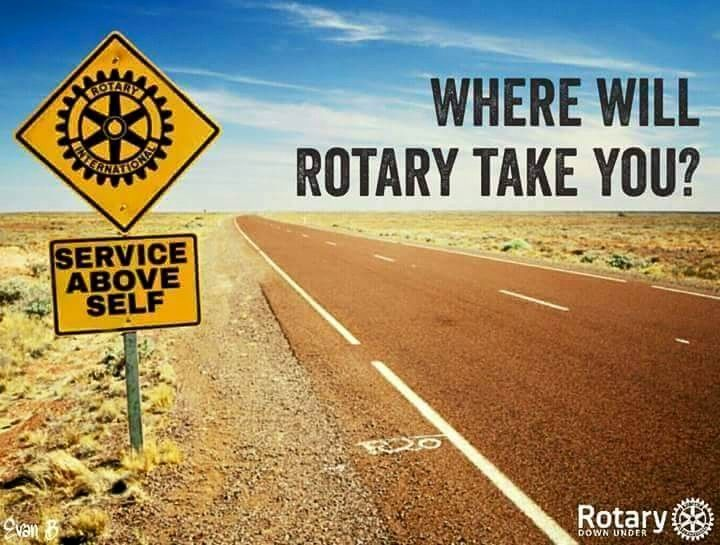 WHERE WILL
ROTARY TAKE YOU?
ROTARY
INTERNATIONAL
SERVICE
ABOVE
SELF
Evan B
Rotary
DOWN UNDER